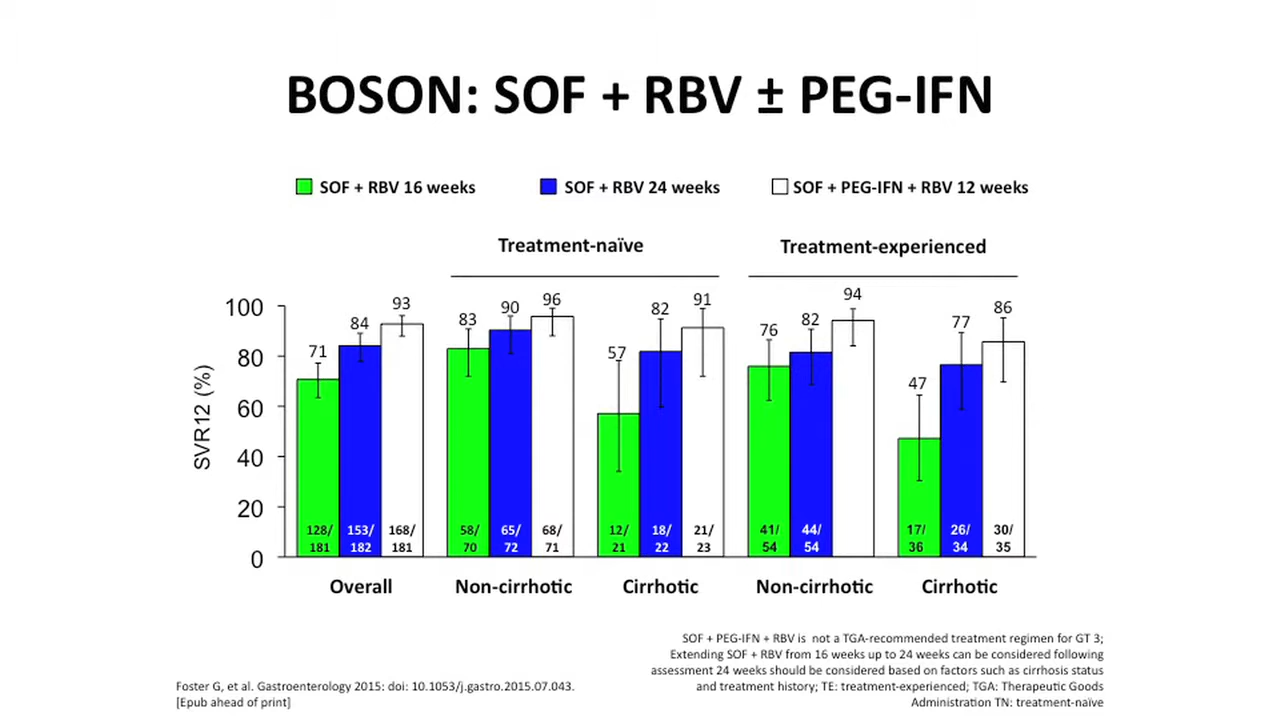 BOSON: SOF + RBV ± PEG-IFN
SOF + RBV 16 weeks
SOF + RBV 24 weeks
SOF + PEG-IFN + RBV 12 weeks
Treatment-naïve
Treatment-experienced
SVR12 (%)
100
80
60
40
20
0
71
84
93
83
90
96
57
82
91
76
82
94
47
77
86
128/
181
153/
182
168/
181
58/
70
65/
72
68/
71
12/
21
18/
22
21/
23
41/
54
44/
54
17/
36
26/
34
30/
35
Overall
Non-cirrhotic
Cirrhotic
Non-cirrhotic
Cirrhotic
SOF + PEG-IFN + RBV is not a TGA-recommended treatment regimen for GT 3;
Extending SOF + RBV from 16 weeks up to 24 weeks can be considered following
assessment 24 weeks should be considered based on factors such as cirrhosis status
and treatment history; TE: treatment-experienced; TGA: Therapeutic Goods
Administration TN: treatment-naïve
Foster G, et al. Gastroenterology 2015: doi: 10.1053/j.gastro.2015.07.043.
[Epub ahead of print]